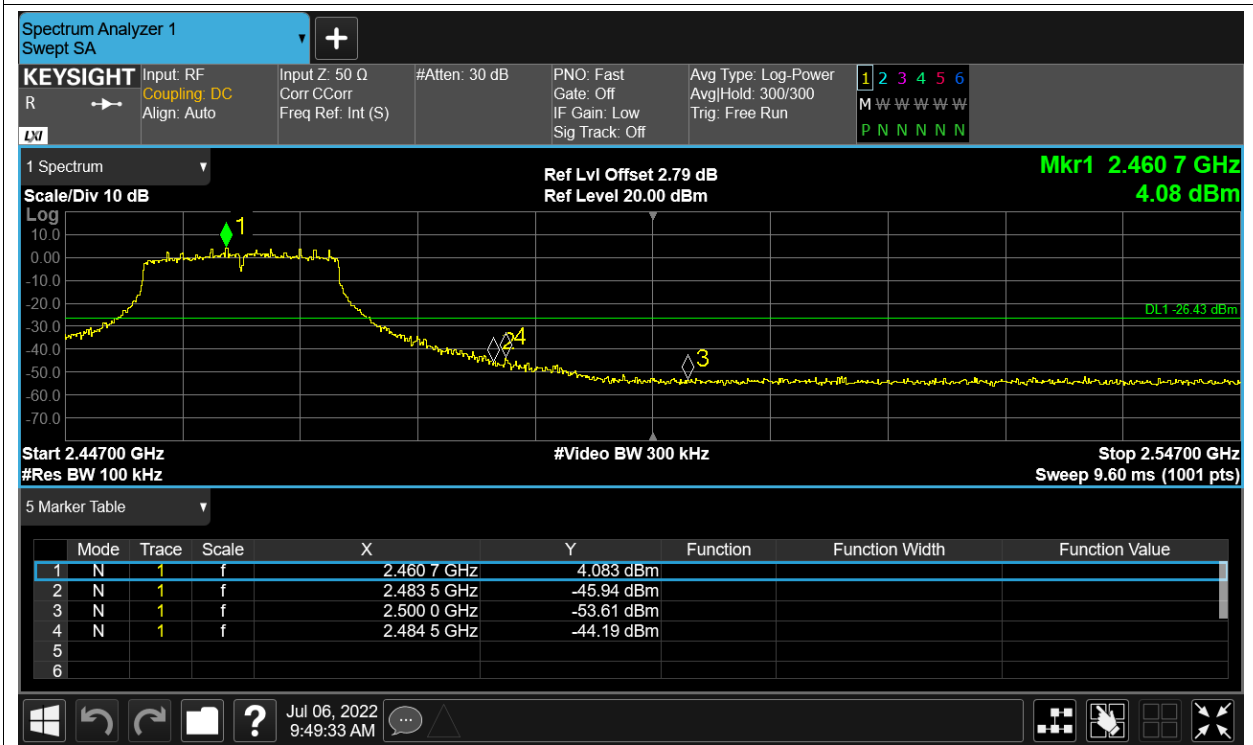 Spectrum Analyzer 1
Swept SA
KEYSIGHT Input: RF Input Z: 50 Ω #Atten: 30 dB PNO: Fast Avg Type: Log-Power 1 2 3 4 5 6
R Coupling: DC Corr CCorr Gate: Off Avg|Hold: 300/300 M W W W W W
Align: Auto Freq Ref: Int (S) IF Gain: Low Trig: Free Run
LXI Sig Track: Off P N N N N N
1 Spectrum Ref Lvl Offset 2.79 dB Mkr1 2.460 7 GHz
Scale/Div 10 dB Ref Level 20.00 dBm 4.08 dBm
Log
1
10.0
0.00
-10.0
-20.0
DL1 -26.43 dBm
-30.0
24
-40.0
3
-50.0
-60.0
-70.0
Start 2.44700 GHz #Video BW 300 kHz Stop 2.54700 GHz
#Res BW 100 kHz Sweep 9.60 ms (1001 pts)
5 Marker Table
Mode Trace Scale X Y Function Function Width Function Value
1 N 1 f 2.460 7 GHz 4.083 dBm
2 N 1 f 2.483 5 GHz -45.94 dBm
3 N 1 f 2.500 0 GHz -53.61 dBm
4 N 1 f 2.484 5 GHz -44.19 dBm
5
6
? Jul 06, 2022
9:49:33 AM